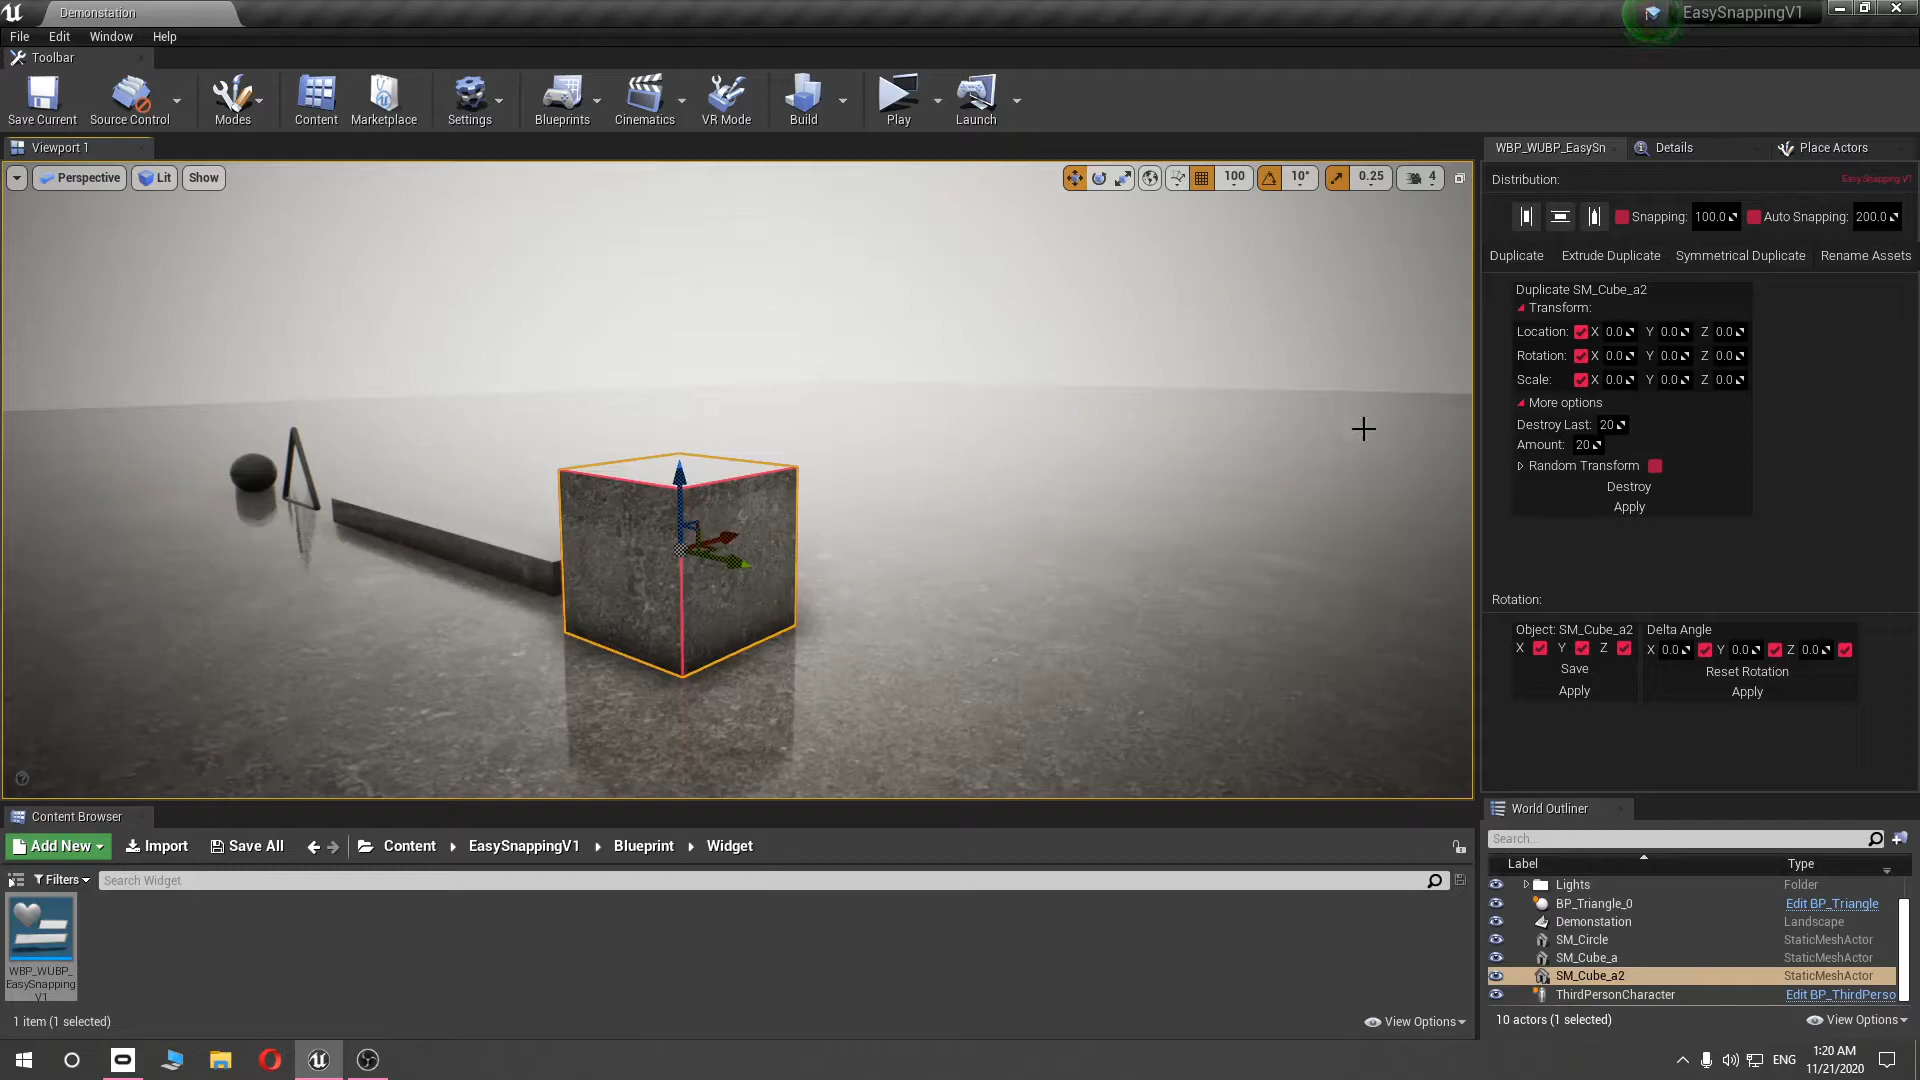 Demonstation
EasySnappingV1
File Edit Window Help
Toolbar
Save Current Source Control Modes Content Marketplace Settings Blueprints Cinematics VR Mode Build Play Launch
Viewport 1
Perspective Lit Show 100 10° 0.25 4
WBP_WUBP_EasySn Details Place Actors
Distribution: Easy Snapping V1
Snapping: 100.0 Auto Snapping: 200.0
Duplicate Extrude Duplicate Symmetrical Duplicate Rename Assets
Duplicate SM_Cube_a2
Transform:
Location: X 0.0 Y 0.0 Z 0.0
Rotation: X 0.0 Y 0.0 Z 0.0
Scale: X 0.0 Y 0.0 Z 0.0
More options
Destroy Last: 20
Amount: 20
Random Transform
Destroy
Apply
Rotation:
Object: SM_Cube_a2 Delta Angle
X Y Z X 0.0 Y 0.0 Z 0.0
Save Reset Rotation
Apply Apply
Content Browser
Add New Import Save All Content EasySnappingV1 Blueprint Widget
Filters Search Widget
WBP_WUBP_
EasySnapping
V1
1 item (1 selected) View Options
World Outliner
Search...
Label Type
Lights Folder
BP_Triangle_0 Edit BP_Triangle
Demonstation Landscape
SM_Circle StaticMeshActor
SM_Cube_a StaticMeshActor
SM_Cube_a2 StaticMeshActor
ThirdPersonCharacter Edit BP_ThirdPerso
10 actors (1 selected) View Options
ENG 1:20 AM
11/21/2020